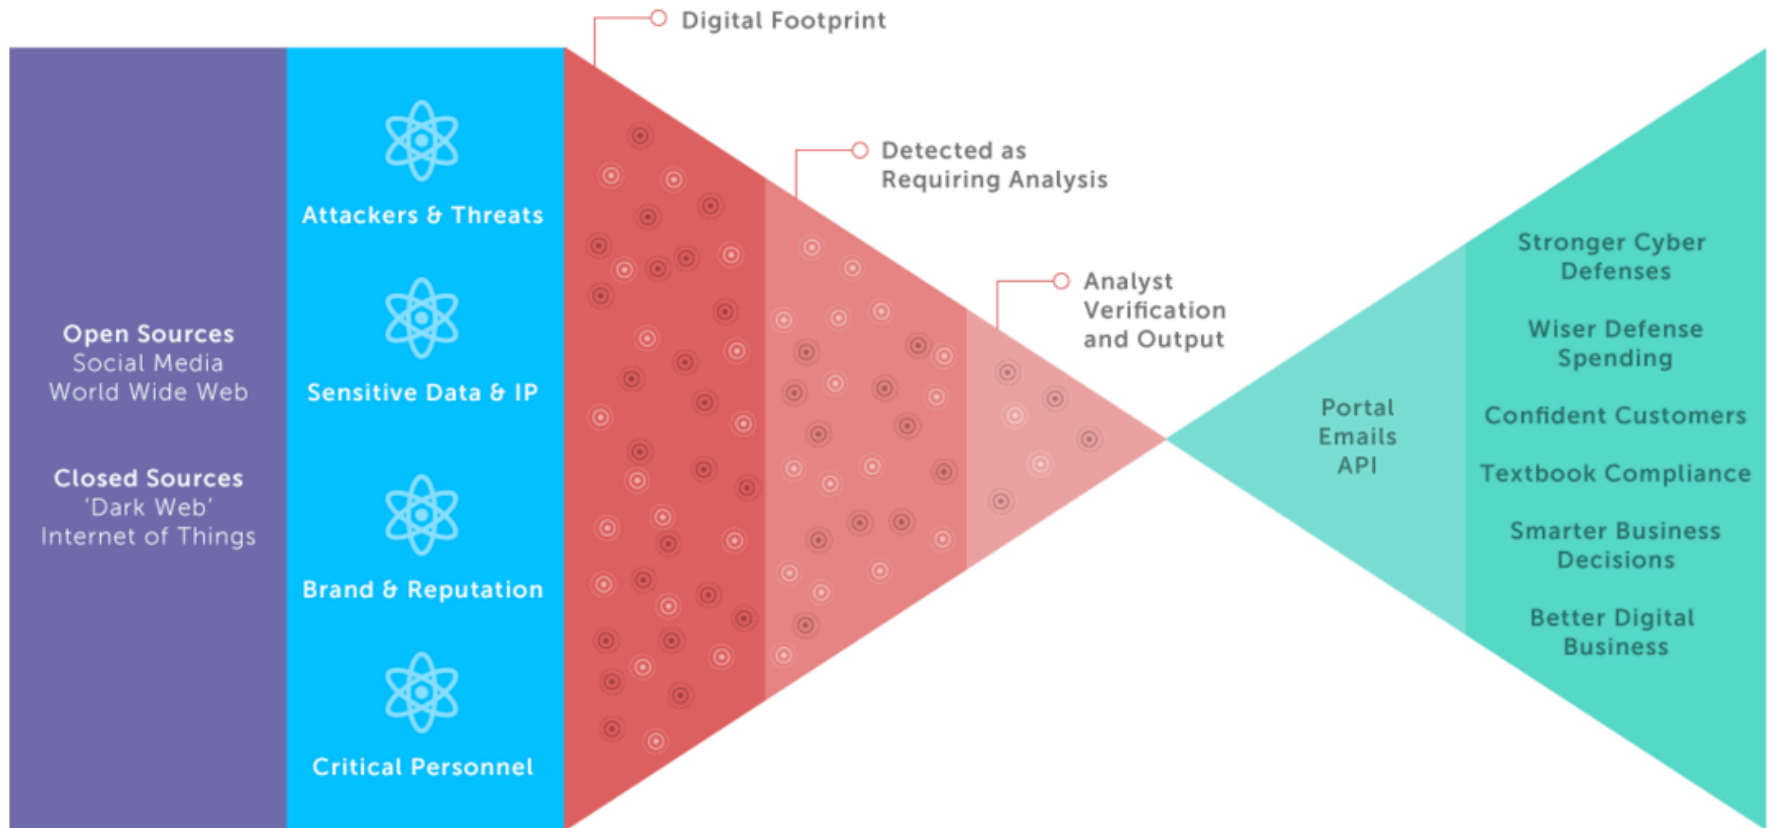 Open Sources
Social Media
World Wide Web
Closed Sources
‘Dark Web’
Internet of Things
Attackers & Threats
Sensitive Data & IP
Brand & Reputation
Critical Personnel
Digital Footprint
Detected as
Requiring Analysis
Analyst
Verification
and Output
Portal
Emails
API
Stronger Cyber
Defenses
Wiser Defense
Spending
Confident Customers
Textbook Compliance
Smarter Business
Decisions
Better Digital
Business